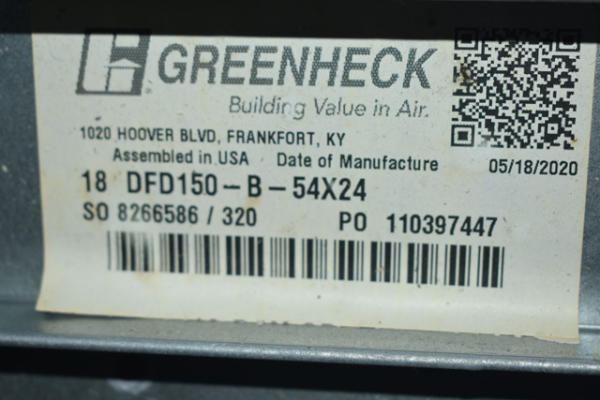 GREENHECK
Building Value in Air.
1020 HOOVER BLVD, FRANKFORT, KY
Assembled in USA Date of Manufacture 05/18/2020
18 DFD150-B-54X24
SO 8266586 / 320 PO 110397447